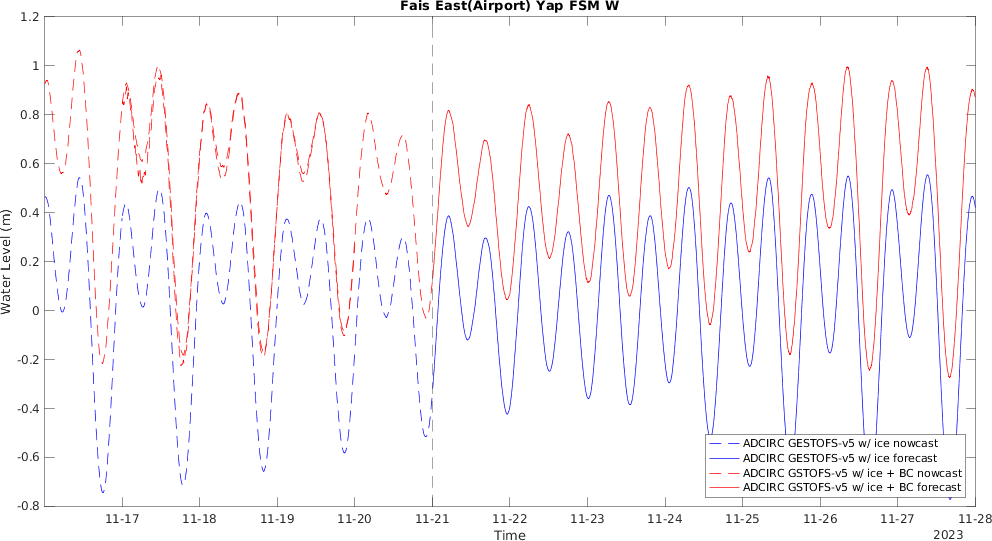 Fais East(Airport) Yap FSM W
1.2
1
0.8
0.6
0.4
0.2
0
-0.2
-0.4
-0.6
-0.8
Water Level (m)
ADCIRC GESTOFS-v5 w/ ice nowcast
ADCIRC GESTOFS-v5 w/ ice forecast
ADCIRC GSTOFS-v5 w/ ice + BC nowcast
ADCIRC GSTOFS-v5 w/ ice + BC forecast
11-17 11-18 11-19 11-20 11-21 11-22 11-23 11-24 11-25 11-26 11-27 11-28
Time
2023